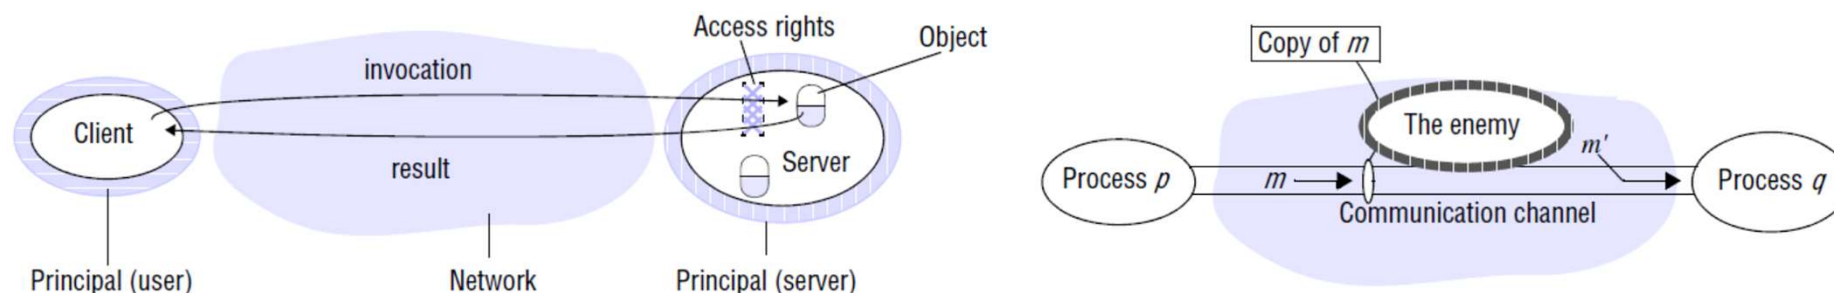 Access rights
Object
invocation
Client
Server
result
Principal (user)
Network
Principal (server)
Copy of m
The enemy
m′
Process p
m
Process q
Communication channel